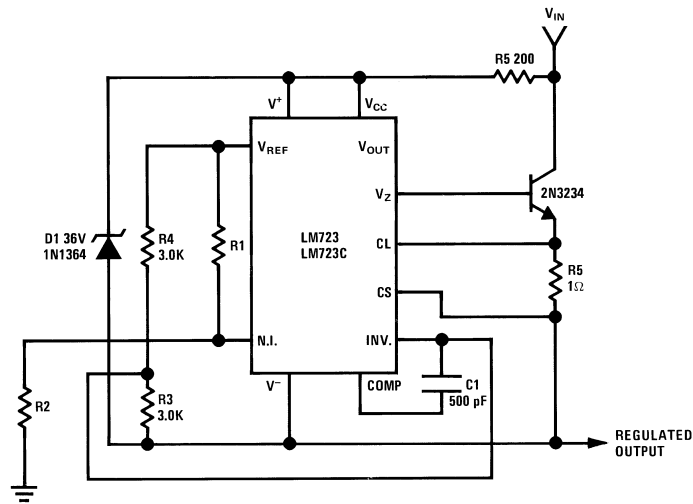 VIN
R5 200
V+
VCC
VREF
VOUT
VZ
2N3234
D1 36V
1N1364
R4
3.0K
R1
LM723
LM723C
CL
CS
R5
1Ω
N.I.
INV.
V−
COMP
C1
500 pF
R2
R3
3.0K
REGULATED
OUTPUT